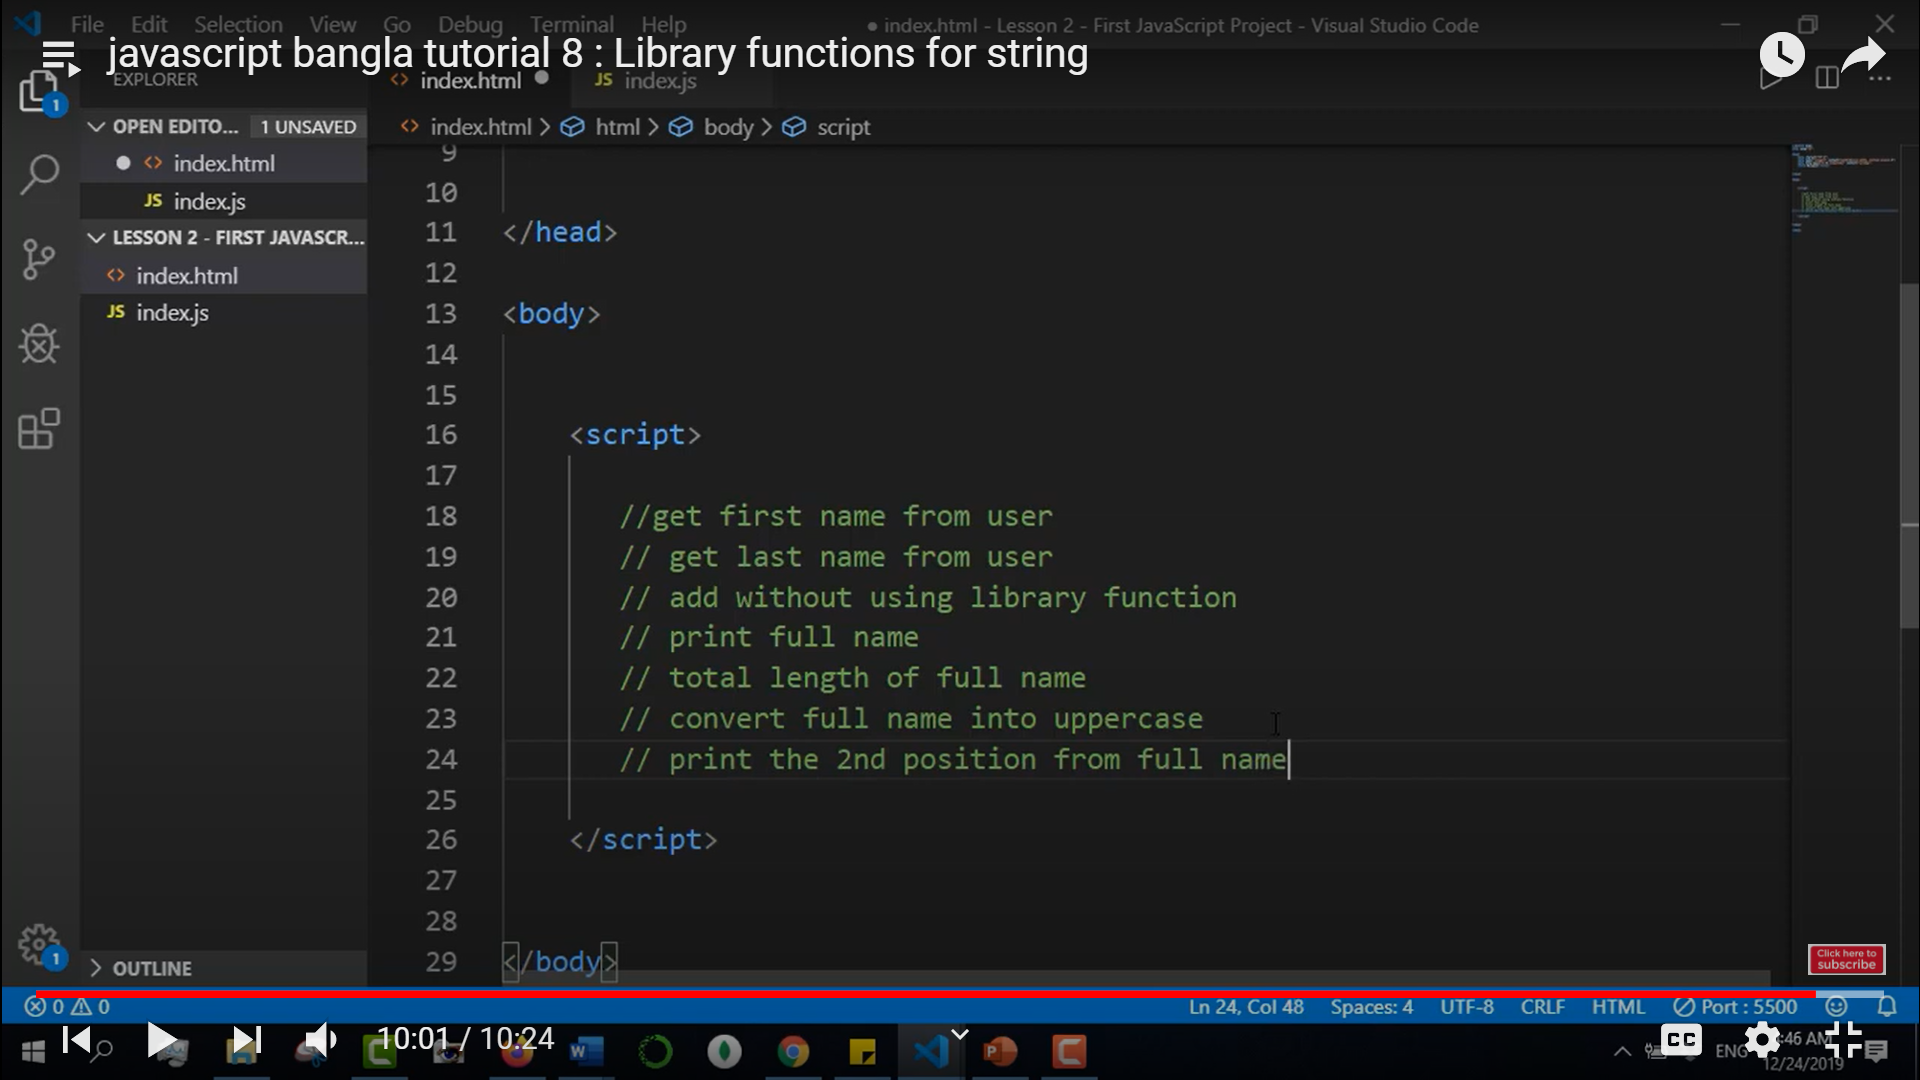 File Edit Selection View Go Debug Terminal Help
● index.html - Lesson 2 - First JavaScript Project - Visual Studio Code
javascript bangla tutorial 8 : Library functions for string
EXPLORER
index.html
JS index.js
1
OPEN EDITO... 1 UNSAVED
index.html > html > body > script
index.html
JS index.js
LESSON 2 - FIRST JAVASCR...
index.html
JS index.js
9
10
11 </head>
12
13 <body>
14
15
16 <script>
17
18 //get first name from user
19 // get last name from user
20 // add without using library function
21 // print full name
22 // total length of full name
23 // convert full name into uppercase
24 // print the 2nd position from full name
25
26 </script>
27
28
29 </body>
1
OUTLINE
Click here to
subscribe
0 0
Ln 24, Col 48 Spaces: 4 UTF-8 CRLF HTML Port : 5500
10:01 / 10:24
CC
ENG
:46 AM
12/24/2019